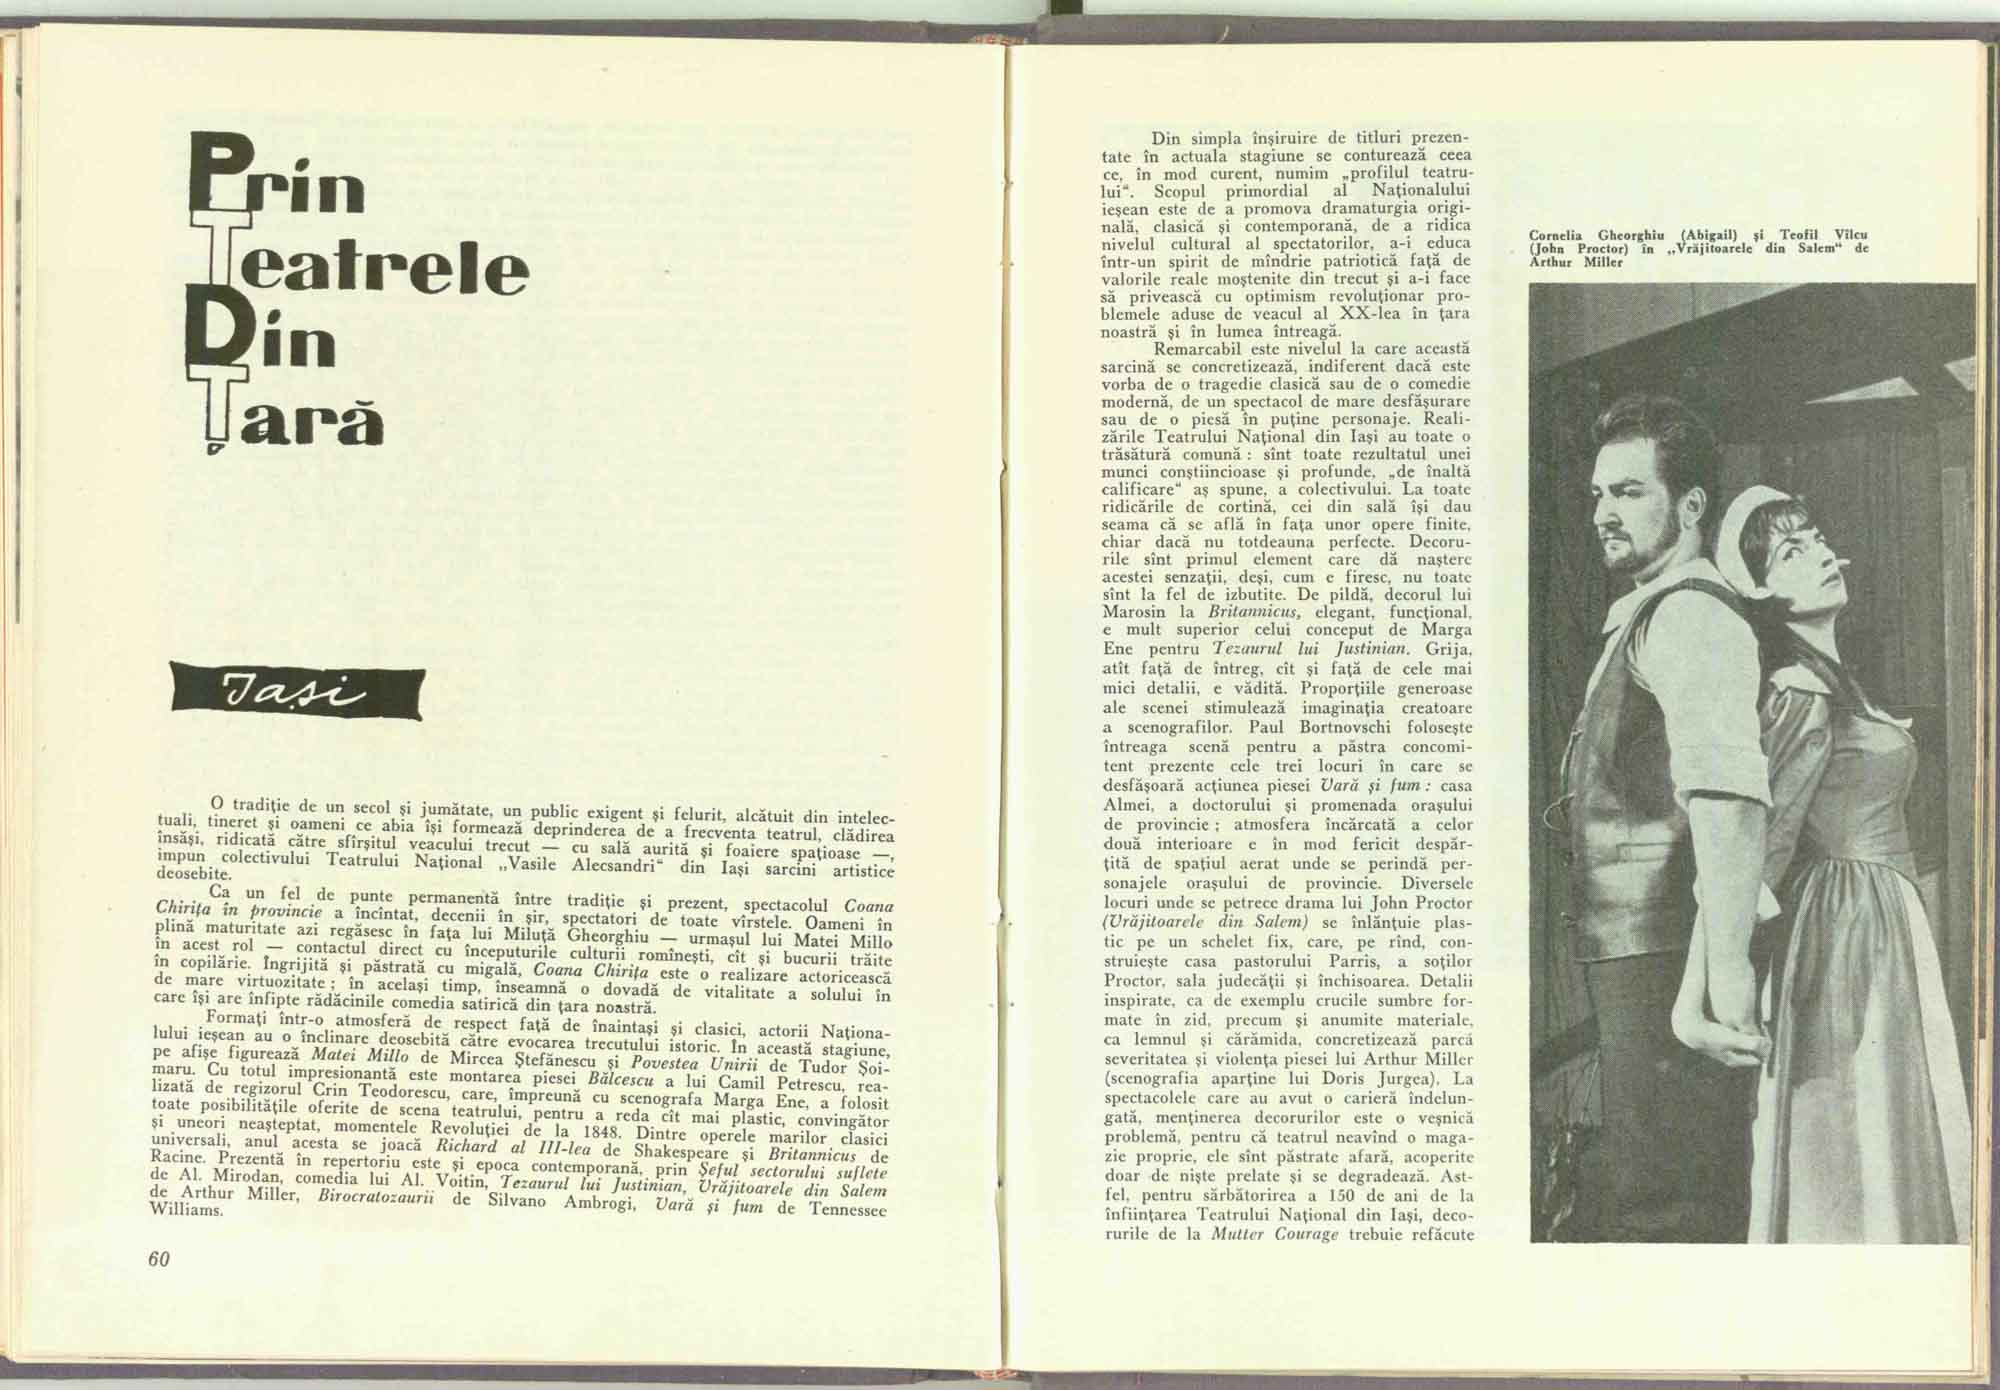 Prin
Teatrele
Din
Țară
Iași
O tradiție de un secol și jumătate, un public exigent și felurit, alcătuit din intelec-
tuali, tineret și oameni ce abia își formează deprinderea de a frecventa teatrul, clădirea
însăși, ridicată către sfîrșitul veacului trecut — cu sală aurită și foaiere spațioase —,
impun colectivului Teatrului Național „Vasile Alecsandri“ din Iași sarcini artistice
deosebite.
Ca un fel de punte permanentă între tradiție și prezent, spectacolul Coana
Chirița în provincie a încîntat, decenii în șir, spectatori de toate vîrstele. Oameni în
plină maturitate azi regăsesc în fața lui Miluță Gheorghiu — urmașul lui Matei Millo
în acest rol — contactul direct cu începuturile culturii romînești, cît și bucurii trăite
în copilărie. Îngrijită și păstrată cu migală, Coana Chirița este o realizare actoricească
de mare virtuozitate ; în același timp, înseamnă o dovadă de vitalitate a solului în
care își are înfipte rădăcinile comedia satirică din țara noastră.
Formați într-o atmosferă de respect față de înaintași și clasici, actorii Naționa-
lului ieșean au o înclinare deosebită către evocarea trecutului istoric. În această stagiune,
pe afișe figurează Matei Millo de Mircea Ștefănescu și Povestea Unirii de Tudor Șoi-
maru. Cu totul impresionantă este montarea piesei Bălcescu a lui Camil Petrescu, rea-
lizată de regizorul Crin Teodorescu, care, împreună cu scenografa Marga Ene, a folosit
toate posibilitățile oferite de scena teatrului, pentru a reda cît mai plastic, convingător
și uneori neașteptat, momentele Revoluției de la 1848. Dintre operele marilor clasici
universali, anul acesta se joacă Richard al III-lea de Shakespeare și Britannicus de
Racine. Prezentă în repertoriu este și epoca contemporană, prin Șeful sectorului suflete
de Al. Mirodan, comedia lui Al. Voitin, Tezaurul lui Justinian, Vrăjitoarele din Salem
de Arthur Miller, Birocratozaurii de Silvano Ambrogi, Vară și fum de Tennessee
Williams.
60
Din simpla înșiruire de titluri prezen-
tate în actuala stagiune se conturează ceea
ce, în mod curent, numim „profilul teatru-
lui“. Scopul primordial al Naționalului
ieșean este de a promova dramaturgia origi-
nală, clasică și contemporană, de a ridica
nivelul cultural al spectatorilor, a-i educa
într-un spirit de mîndrie patriotică față de
valorile reale moștenite din trecut și a-i face
să privească cu optimism revoluționar pro-
blemele aduse de veacul al XX-lea în țara
noastră și în lumea întreagă.
Remarcabil este nivelul la care această
sarcină se concretizează, indiferent dacă este
vorba de o tragedie clasică sau de o comedie
modernă, de un spectacol de mare desfășurare
sau de o piesă în puține personaje. Reali-
zările Teatrului Național din Iași au toate o
trăsătură comună : sînt toate rezultatul unei
munci conștiincioase și profunde, „de înaltă
calificare“ aș spune, a colectivului. La toate
ridicările de cortină, cei din sală își dau
seama că se află în fața unor opere finite,
chiar dacă nu totdeauna perfecte. Decoru-
rile sînt primul element care dă naștere
acestei senzații, deși, cum e firesc, nu toate
sînt la fel de izbutite. De pildă, decorul lui
Marosin la Britannicus, elegant, funcțional,
e mult superior celui conceput de Marga
Ene pentru Tezaurul lui Justinian. Grija,
atît față de întreg, cît și față de cele mai
mici detalii, e vădită. Proporțiile generoase
ale scenei stimulează imaginația creatoare
a scenografilor. Paul Bortnovschi folosește
întreaga scenă pentru a păstra concomi-
tent prezente cele trei locuri în care se
desfășoară acțiunea piesei Vară și fum : casa
Almei, a doctorului și promenada orașului
de provincie ; atmosfera încărcată a celor
două interioare e în mod fericit despăr-
țită de spațiul aerat unde se perindă per-
sonajele orașului de provincie. Diversele
locuri unde se petrece drama lui John Proctor
(Vrăjitoarele din Salem) se înlănțuie plas-
tic pe un schelet fix, care, pe rînd, con-
struiește casa pastorului Parris, a soților
Proctor, sala judecății și închisoarea. Detalii
inspirate, ca de exemplu crucile sumbre for-
mate în zid, precum și anumite materiale,
ca lemnul și cărămida, concretizează parcă
severitatea și violența piesei lui Arthur Miller
(scenografia aparține lui Doris Jurgea). La
spectacolele care au avut o carieră îndelun-
gată, menținerea decorurilor este o veșnică
problemă, pentru că teatrul neavînd o maga-
zie proprie, ele sînt păstrate afară, acoperite
doar de niște prelate și se degradează. Ast-
fel, pentru sărbătorirea a 150 de ani de la
înființarea Teatrului Național din Iași, deco-
rurile de la Mutter Courage trebuie refăcute
Cornelia Gheorghiu (Abigail) și Teofil Vîlcu
(John Proctor) în „Vrăjitoarele din Salem“ de
Arthur Miller